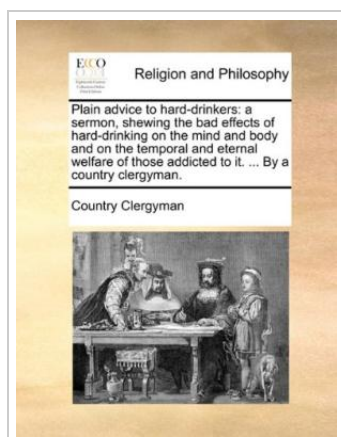 ECCO
Religion and Philosophy
Plain advice to hard-drinkers: a
sermon, shewing the bad effects of
hard-drinking on the mind and body
and on the temporal and eternal
welfare of those addicted to it. ... By a
country clergyman.
Country Clergyman